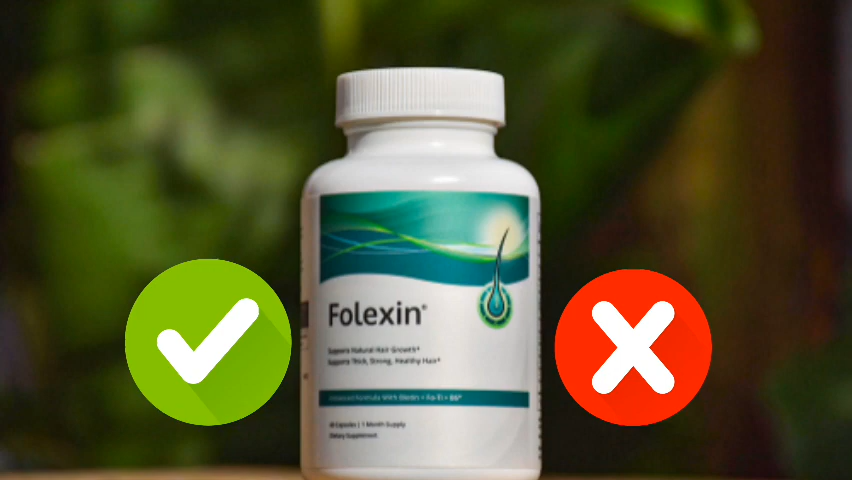 Folexin®
Supports Natural Hair Growth*
Supports Thick, Strong, Healthy Hair*
Advanced Formula With Biotin + Fo-Ti + B6*
60 Capsules | 1 Month Supply
Dietary Supplement